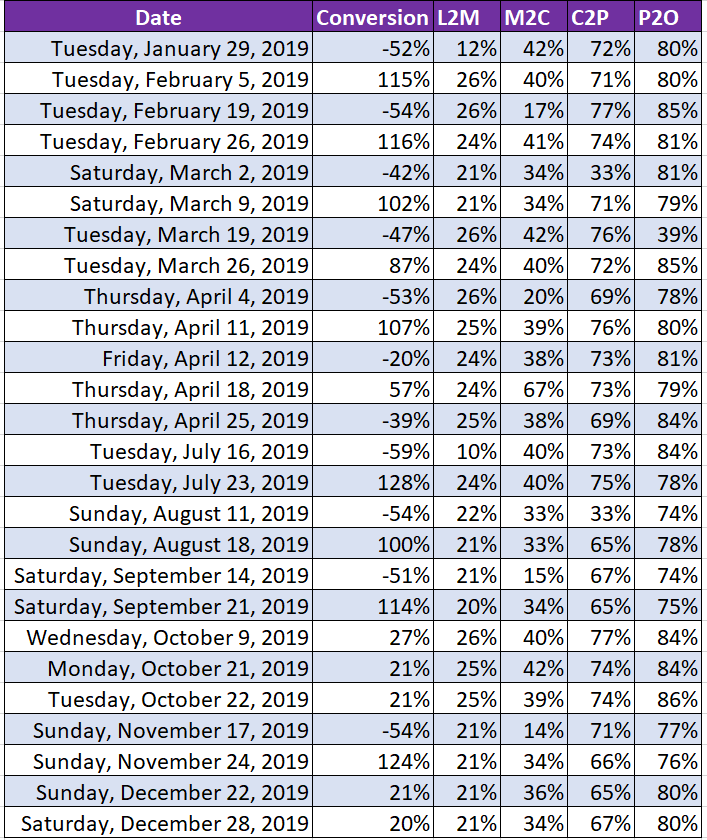 Date Conversion L2M M2C C2P P2O
Tuesday, January 29, 2019 -52% 12% 42% 72% 80%
Tuesday, February 5, 2019 115% 26% 40% 71% 80%
Tuesday, February 19, 2019 -54% 26% 17% 77% 85%
Tuesday, February 26, 2019 116% 24% 41% 74% 81%
Saturday, March 2, 2019 -42% 21% 34% 33% 81%
Saturday, March 9, 2019 102% 21% 34% 71% 79%
Tuesday, March 19, 2019 -47% 26% 42% 76% 39%
Tuesday, March 26, 2019 87% 24% 40% 72% 85%
Thursday, April 4, 2019 -53% 26% 20% 69% 78%
Thursday, April 11, 2019 107% 25% 39% 76% 80%
Friday, April 12, 2019 -20% 24% 38% 73% 81%
Thursday, April 18, 2019 57% 24% 67% 73% 79%
Thursday, April 25, 2019 -39% 25% 38% 69% 84%
Tuesday, July 16, 2019 -59% 10% 40% 73% 84%
Tuesday, July 23, 2019 128% 24% 40% 75% 78%
Sunday, August 11, 2019 -54% 22% 33% 33% 74%
Sunday, August 18, 2019 100% 21% 33% 65% 78%
Saturday, September 14, 2019 -51% 21% 15% 67% 74%
Saturday, September 21, 2019 114% 20% 34% 65% 75%
Wednesday, October 9, 2019 27% 26% 40% 77% 84%
Monday, October 21, 2019 21% 25% 42% 74% 84%
Tuesday, October 22, 2019 21% 25% 39% 74% 86%
Sunday, November 17, 2019 -54% 21% 14% 71% 77%
Sunday, November 24, 2019 124% 21% 34% 66% 76%
Sunday, December 22, 2019 21% 21% 36% 65% 80%
Saturday, December 28, 2019 20% 21% 34% 67% 80%